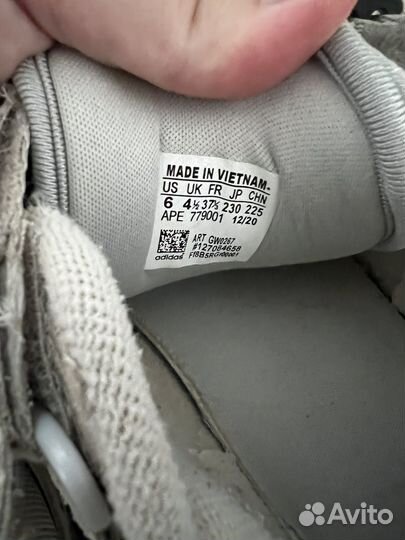 MADE IN VIETNAM-
US UK FR JP CHN
6 4½ 37⅓ 230 225
APE 779001 12/20
ART GW0267
#127084658
adidas
Avito